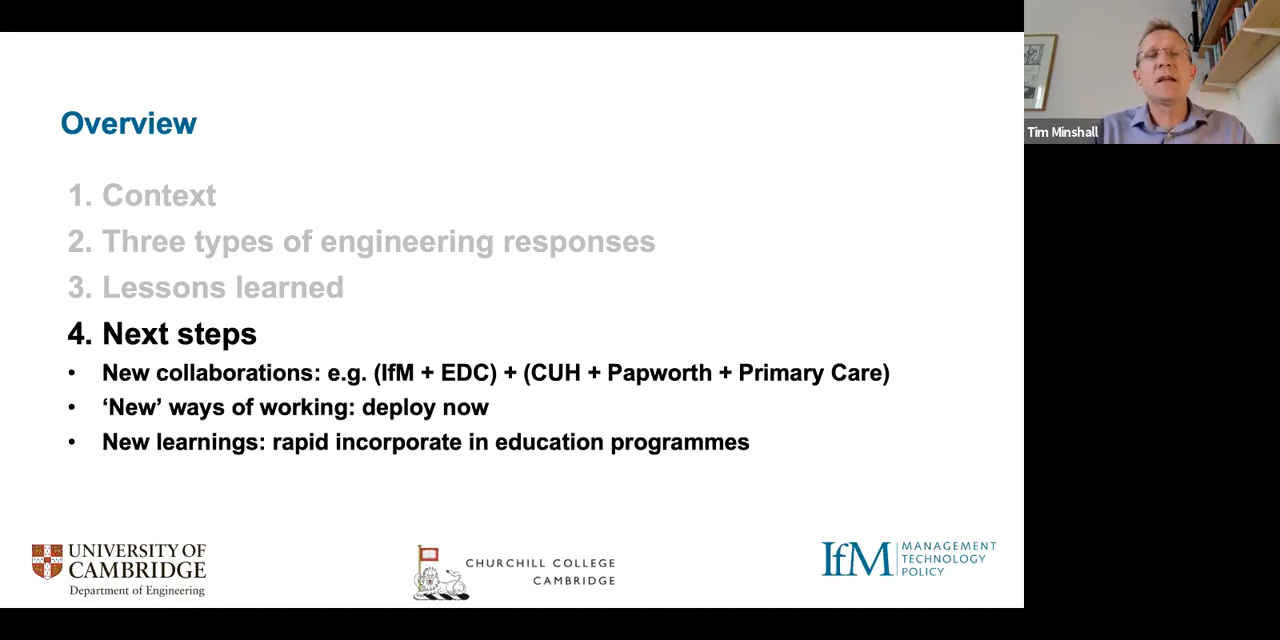 Overview
1. Context
2. Three types of engineering responses
3. Lessons learned
4. Next steps
• New collaborations: e.g. (IfM + EDC) + (CUH + Papworth + Primary Care)
• ‘New’ ways of working: deploy now
• New learnings: rapid incorporate in education programmes
UNIVERSITY OF
CAMBRIDGE
Department of Engineering
CHURCHILL COLLEGE
CAMBRIDGE
IfM
MANAGEMENT
TECHNOLOGY
POLICY
Tim Minshall